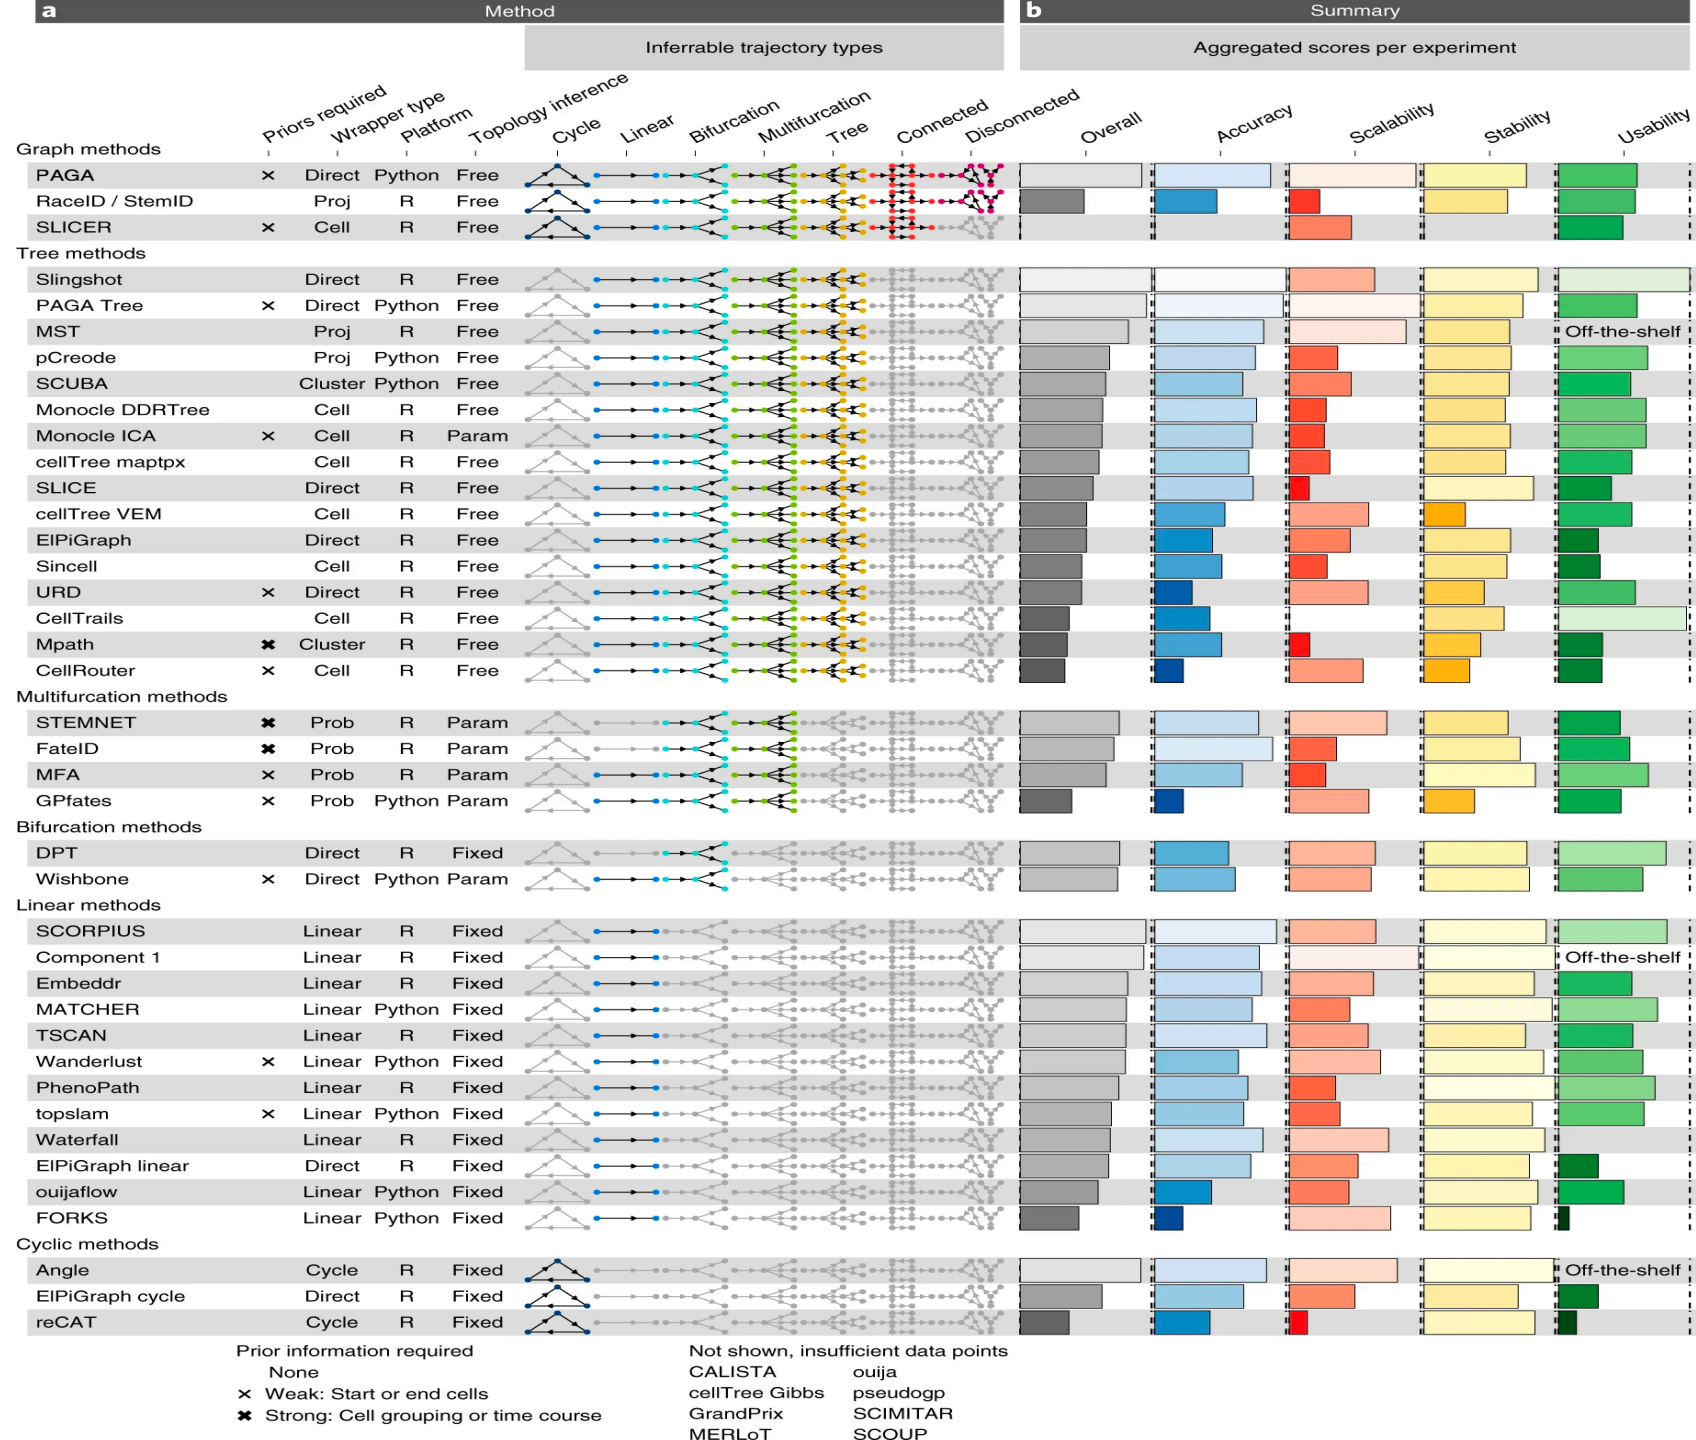 a Method b Summary
Inferrable trajectory types Aggregated scores per experiment
Priors required Wrapper type Platform Topology inference Cycle Linear Bifurcation Multifurcation Tree Connected Disconnected Overall Accuracy Scalability Stability Usability
Graph methods
PAGA × Direct Python Free
RaceID / StemID Proj R Free
SLICER × Cell R Free
Tree methods
Slingshot Direct R Free
PAGA Tree × Direct Python Free
MST Proj R Free Off-the-shelf
pCreode Proj Python Free
SCUBA Cluster Python Free
Monocle DDRTree Cell R Free
Monocle ICA × Cell R Param
cellTree maptpx Cell R Free
SLICE Direct R Free
cellTree VEM Cell R Free
ElPiGraph Direct R Free
Sincell Cell R Free
URD × Direct R Free
CellTrails Cell R Free
Mpath ✖ Cluster R Free
CellRouter × Cell R Free
Multifurcation methods
STEMNET ✖ Prob R Param
FateID ✖ Prob R Param
MFA × Prob R Param
GPfates × Prob Python Param
Bifurcation methods
DPT Direct R Fixed
Wishbone × Direct Python Param
Linear methods
SCORPIUS Linear R Fixed
Component 1 Linear R Fixed Off-the-shelf
Embeddr Linear R Fixed
MATCHER Linear Python Fixed
TSCAN Linear R Fixed
Wanderlust × Linear Python Fixed
PhenoPath Linear R Fixed
topslam × Linear Python Fixed
Waterfall Linear R Fixed
ElPiGraph linear Direct R Fixed
ouijaflow Linear Python Fixed
FORKS Linear Python Fixed
Cyclic methods
Angle Cycle R Fixed Off-the-shelf
ElPiGraph cycle Direct R Fixed
reCAT Cycle R Fixed
Prior information required
None
× Weak: Start or end cells
✖ Strong: Cell grouping or time course
Not shown, insufficient data points
CALISTA ouija
cellTree Gibbs pseudogp
GrandPrix SCIMITAR
MERLoT SCOUP